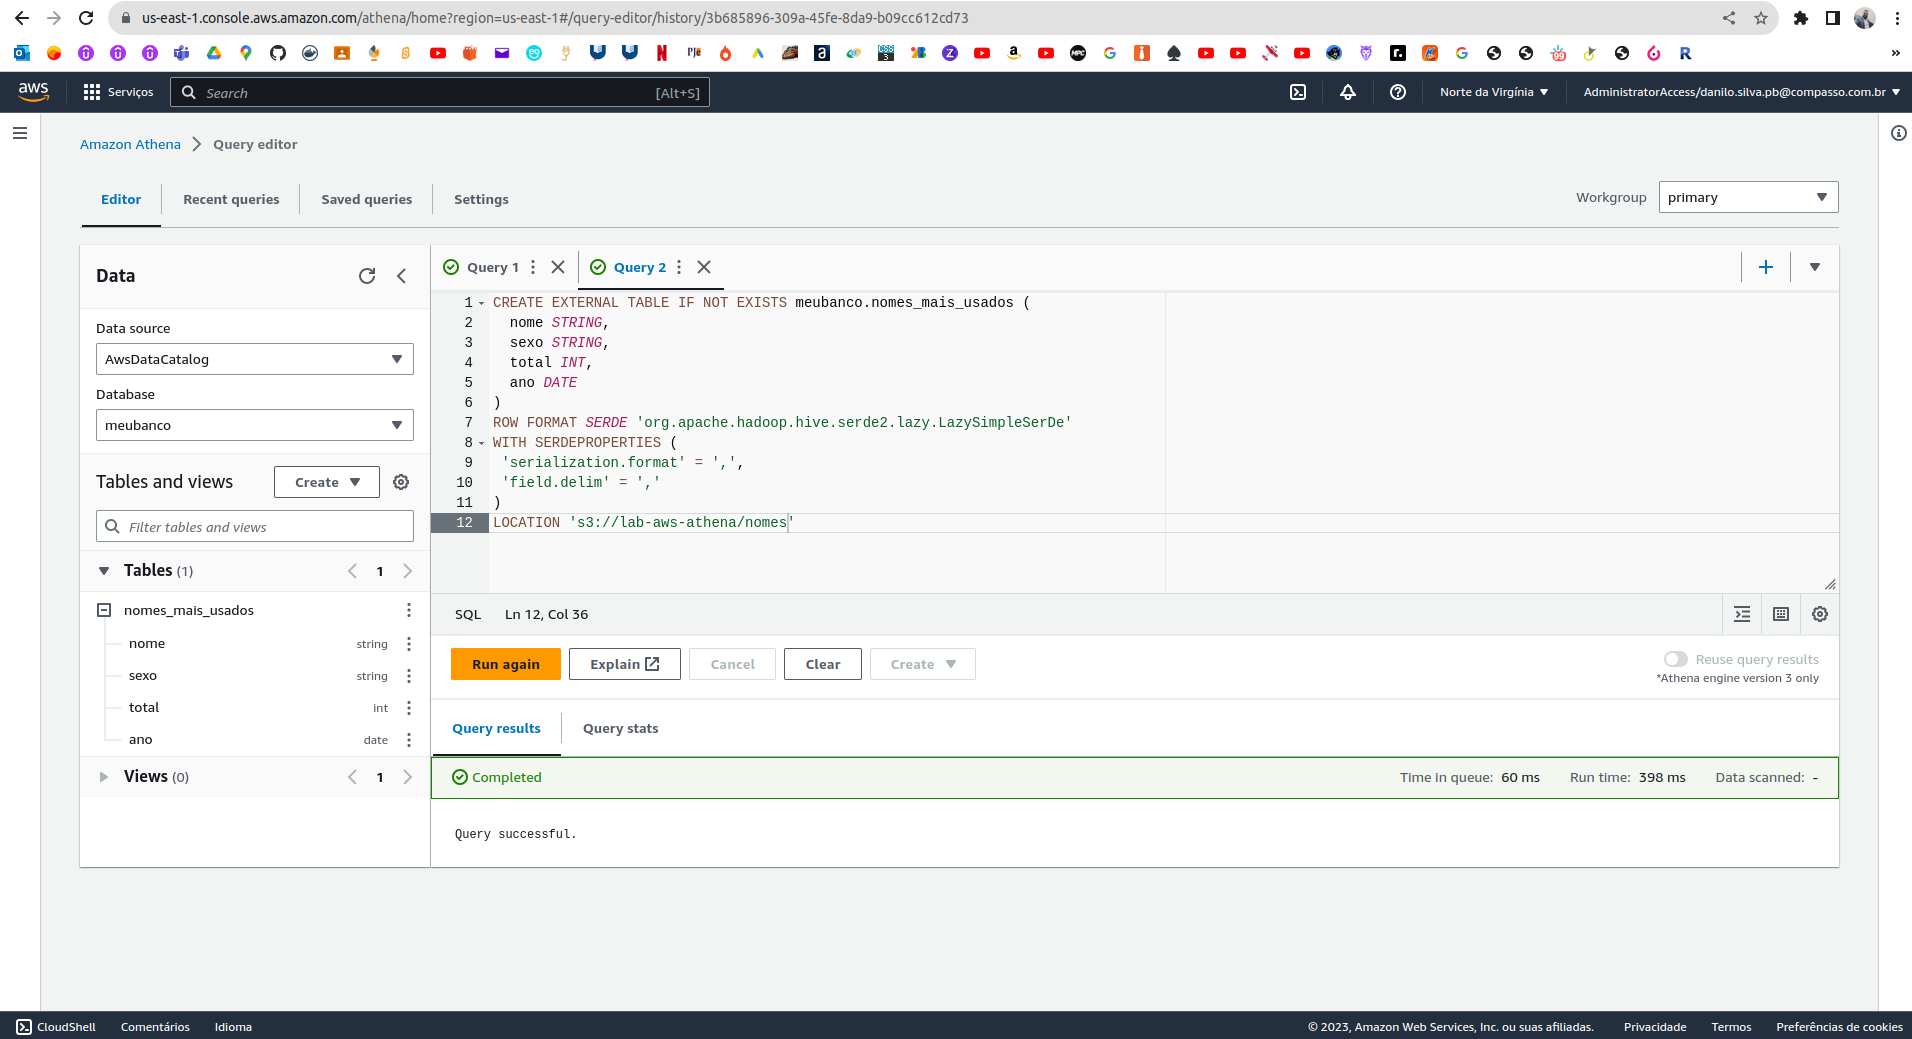 us-east-1.console.aws.amazon.com/athena/home?region=us-east-1#/query-editor/history/3b685896-309a-45fe-8da9-b09cc612cd73
aws
Serviços
Search
[Alt+S]
Norte da Virgínia
AdministratorAccess/danilo.silva.pb@compasso.com.br
Amazon Athena > Query editor
Editor
Recent queries
Saved queries
Settings
Workgroup
primary
Data
Data source
AwsDataCatalog
Database
meubanco
Tables and views
Create
Filter tables and views
Tables (1)
1
nomes_mais_usados
nome string
sexo string
total int
ano date
Views (0)
1
Query 1
Query 2
1 CREATE EXTERNAL TABLE IF NOT EXISTS meubanco.nomes_mais_usados (
2 nome STRING,
3 sexo STRING,
4 total INT,
5 ano DATE
6 )
7 ROW FORMAT SERDE 'org.apache.hadoop.hive.serde2.lazy.LazySimpleSerDe'
8 WITH SERDEPROPERTIES (
9 'serialization.format' = ',',
10 'field.delim' = ','
11 )
12 LOCATION 's3://lab-aws-athena/nomes'
SQL Ln 12, Col 36
Run again
Explain
Cancel
Clear
Create
Reuse query results
*Athena engine version 3 only
Query results
Query stats
Completed
Time in queue: 60 ms
Run time: 398 ms
Data scanned: -
Query successful.
CloudShell
Comentários
Idioma
© 2023, Amazon Web Services, Inc. ou suas afiliadas.
Privacidade
Termos
Preferências de cookies